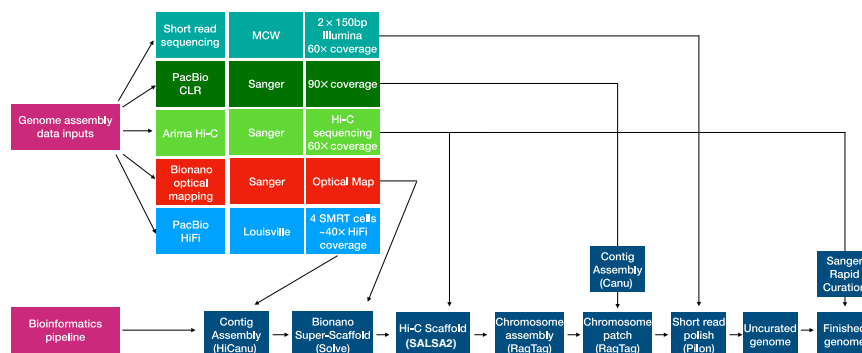 Short read
sequencing
MCW
2 × 150bp
Illumina
60× coverage
PacBio
CLR
Sanger
90× coverage
Genome assembly
data inputs
Arima Hi-C
Sanger
Hi-C
sequencing
60× coverage
Bionano
optical
mapping
Sanger
Optical Map
PacBio
HiFi
Louisville
4 SMRT cells
~40× HiFi
coverage
Contig
Assembly
(Canu)
Sanger
Rapid
Curation
Bioinformatics
pipeline
Contig
Assembly
(HiCanu)
Bionano
Super-Scaffold
(Solve)
Hi-C Scaffold
(SALSA2)
Chromosome
assembly
(RagTag)
Chromosome
patch
(RagTag)
Short read
polish
(Pilon)
Uncurated
genome
Finished
genome